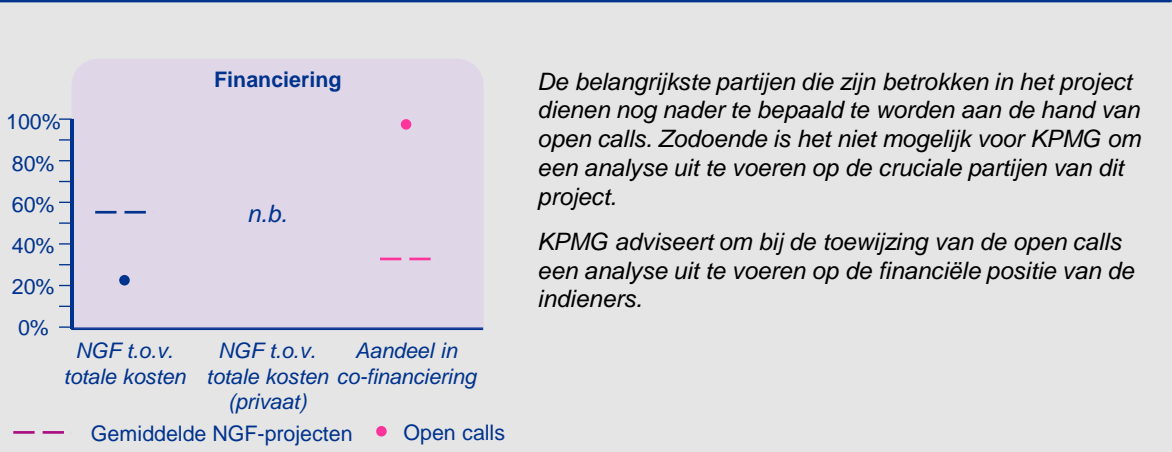 Financiering
100%
80%
60%
40%
20%
0%
n.b.
NGF t.o.v.
totale kosten
NGF t.o.v.
totale kosten
(privaat)
Aandeel in
co-financiering
Gemiddelde NGF-projecten
Open calls
De belangrijkste partijen die zijn betrokken in het project
dienen nog nader te bepaald te worden aan de hand van
open calls. Zodoende is het niet mogelijk voor KPMG om
een analyse uit te voeren op de cruciale partijen van dit
project.
KPMG adviseert om bij de toewijzing van de open calls
een analyse uit te voeren op de financiële positie van de
indieners.